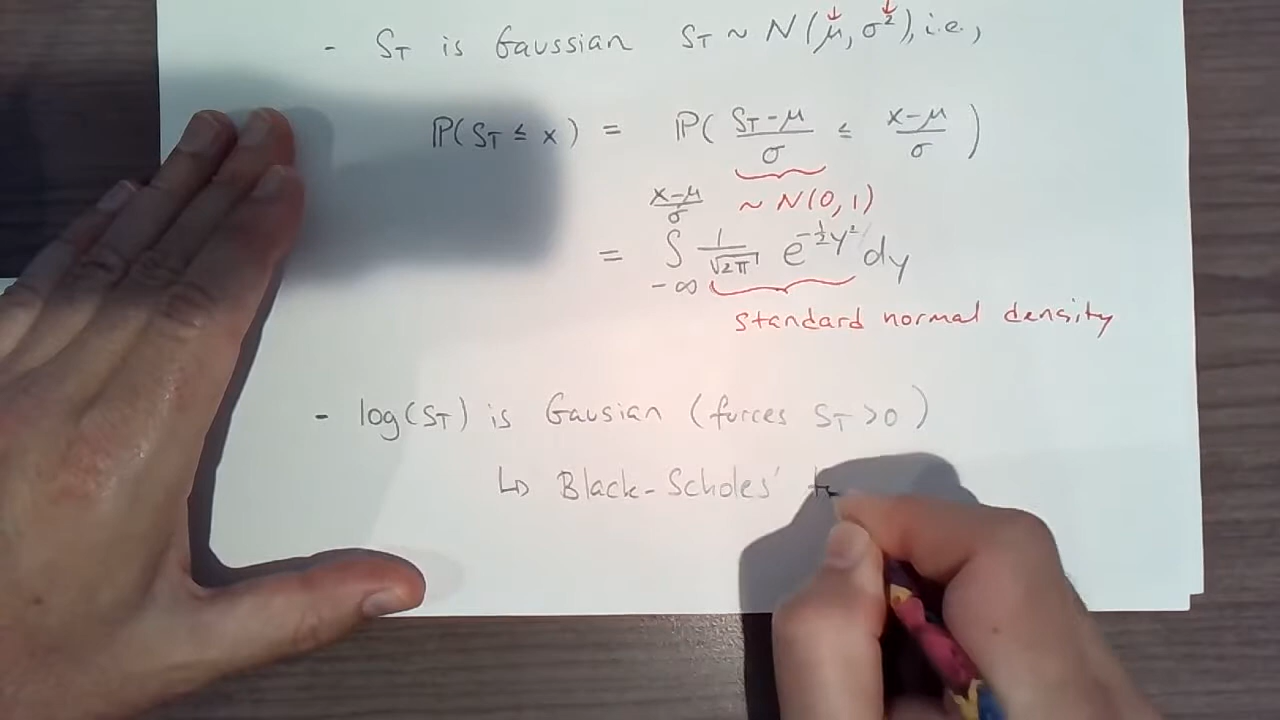 - S_T is Gaussian S_T ~ N(μ, σ²), i.e.,
P(S_T ≤ x) = P( (S_T - μ)/σ ≤ (x - μ)/σ )
~ N(0, 1)
= ∫_{-∞}^{(x-μ)/σ} 1/√(2π) e^{-½y²} dy
standard normal density
- log(S_T) is Gausian (forces S_T > 0)
↳ Black-Scholes'